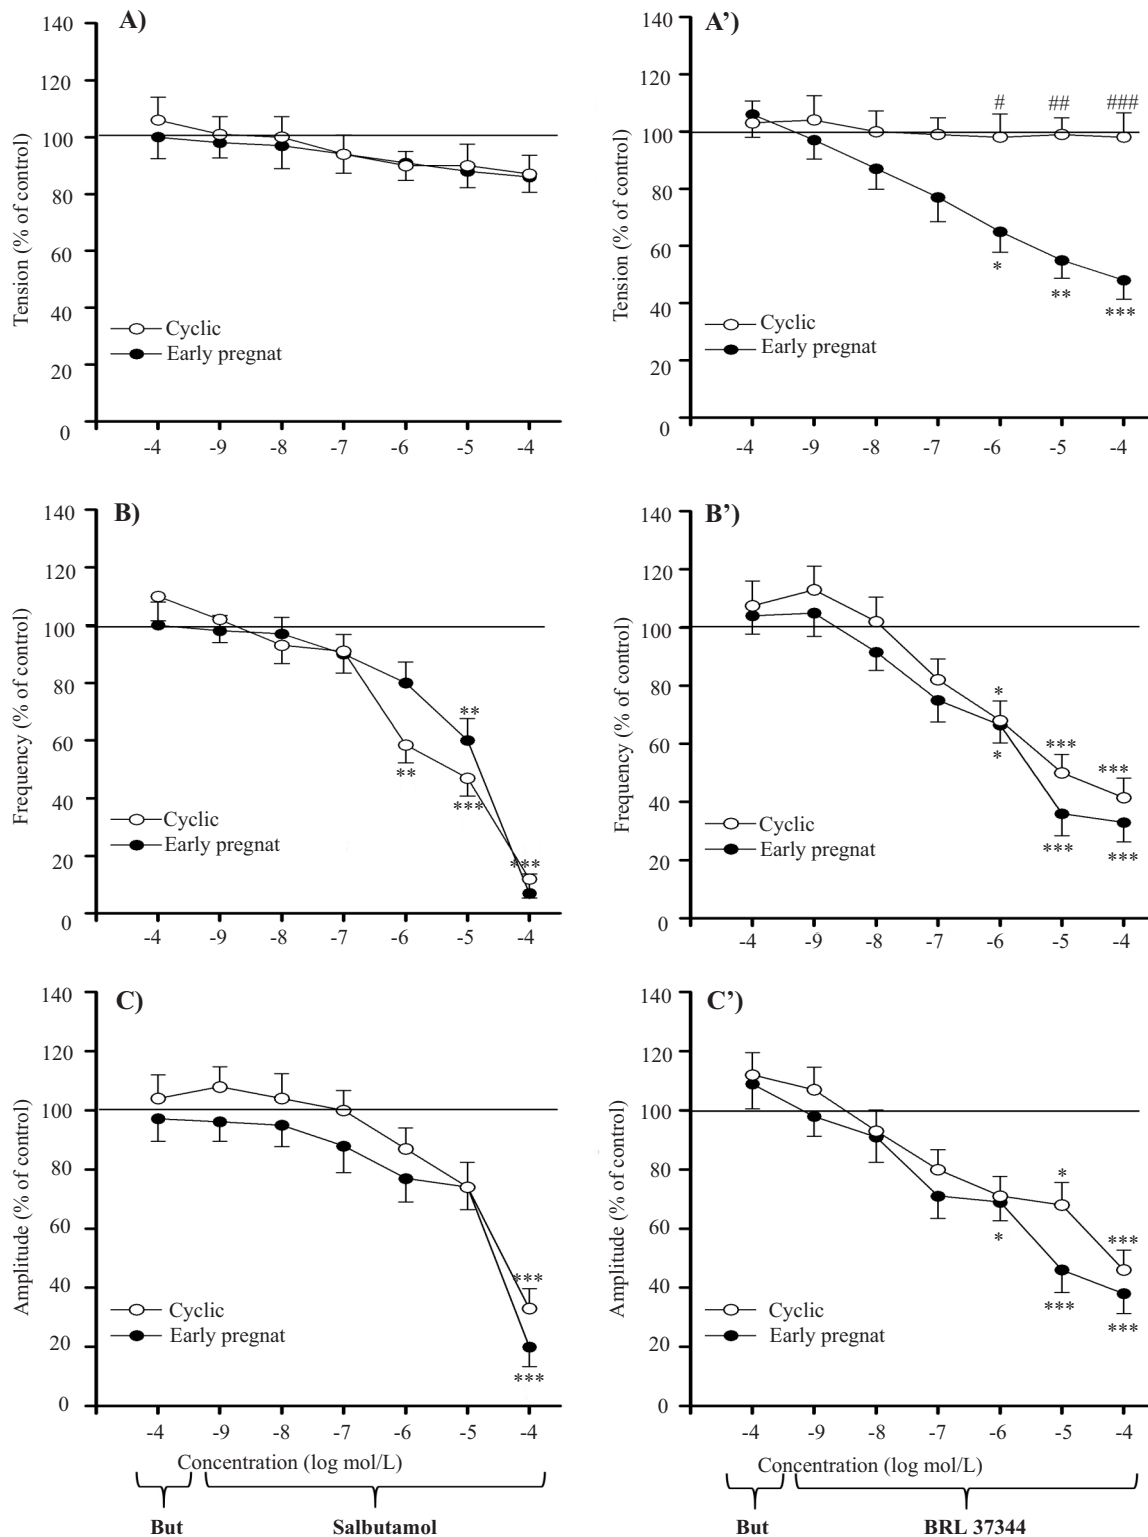 A)
140
120
100
80
60
40
20
0
Tension (% of control)
Cyclic
Early pregnat
-4 -9 -8 -7 -6 -5 -4
A’)
140
120
100
80
60
40
20
0
Tension (% of control)
# ## ###
* ** ***
Cyclic
Early pregnat
-4 -9 -8 -7 -6 -5 -4
B)
140
120
100
80
60
40
20
0
Frequency (% of control)
**
**
***
***
Cyclic
Early pregnat
-4 -9 -8 -7 -6 -5 -4
B’)
140
120
100
80
60
40
20
0
Frequency (% of control)
* *** ***
* *** ***
Cyclic
Early pregnat
-4 -9 -8 -7 -6 -5 -4
C)
140
120
100
80
60
40
20
0
Amplitude (% of control)
***
***
Cyclic
Early pregnat
-4 -9 -8 -7 -6 -5 -4
Concentration (log mol/L)
But Salbutamol
C’)
140
120
100
80
60
40
20
0
Amplitude (% of control)
* ***
* *** ***
Cyclic
Early pregnat
-4 -9 -8 -7 -6 -5 -4
Concentration (log mol/L)
But BRL 37344